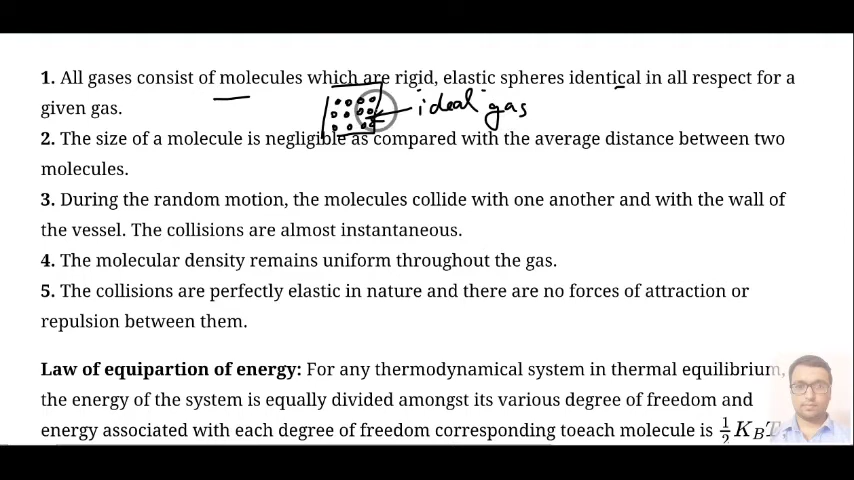 1. All gases consist of molecules which are rigid, elastic spheres identical in all respect for a
given gas.
ideal gas
2. The size of a molecule is negligible as compared with the average distance between two
molecules.
3. During the random motion, the molecules collide with one another and with the wall of
the vessel. The collisions are almost instantaneous.
4. The molecular density remains uniform throughout the gas.
5. The collisions are perfectly elastic in nature and there are no forces of attraction or
repulsion between them.
Law of equipartion of energy: For any thermodynamical system in thermal equilibrium,
the energy of the system is equally divided amongst its various degree of freedom and
energy associated with each degree of freedom corresponding toeach molecule is ½ K_BT,